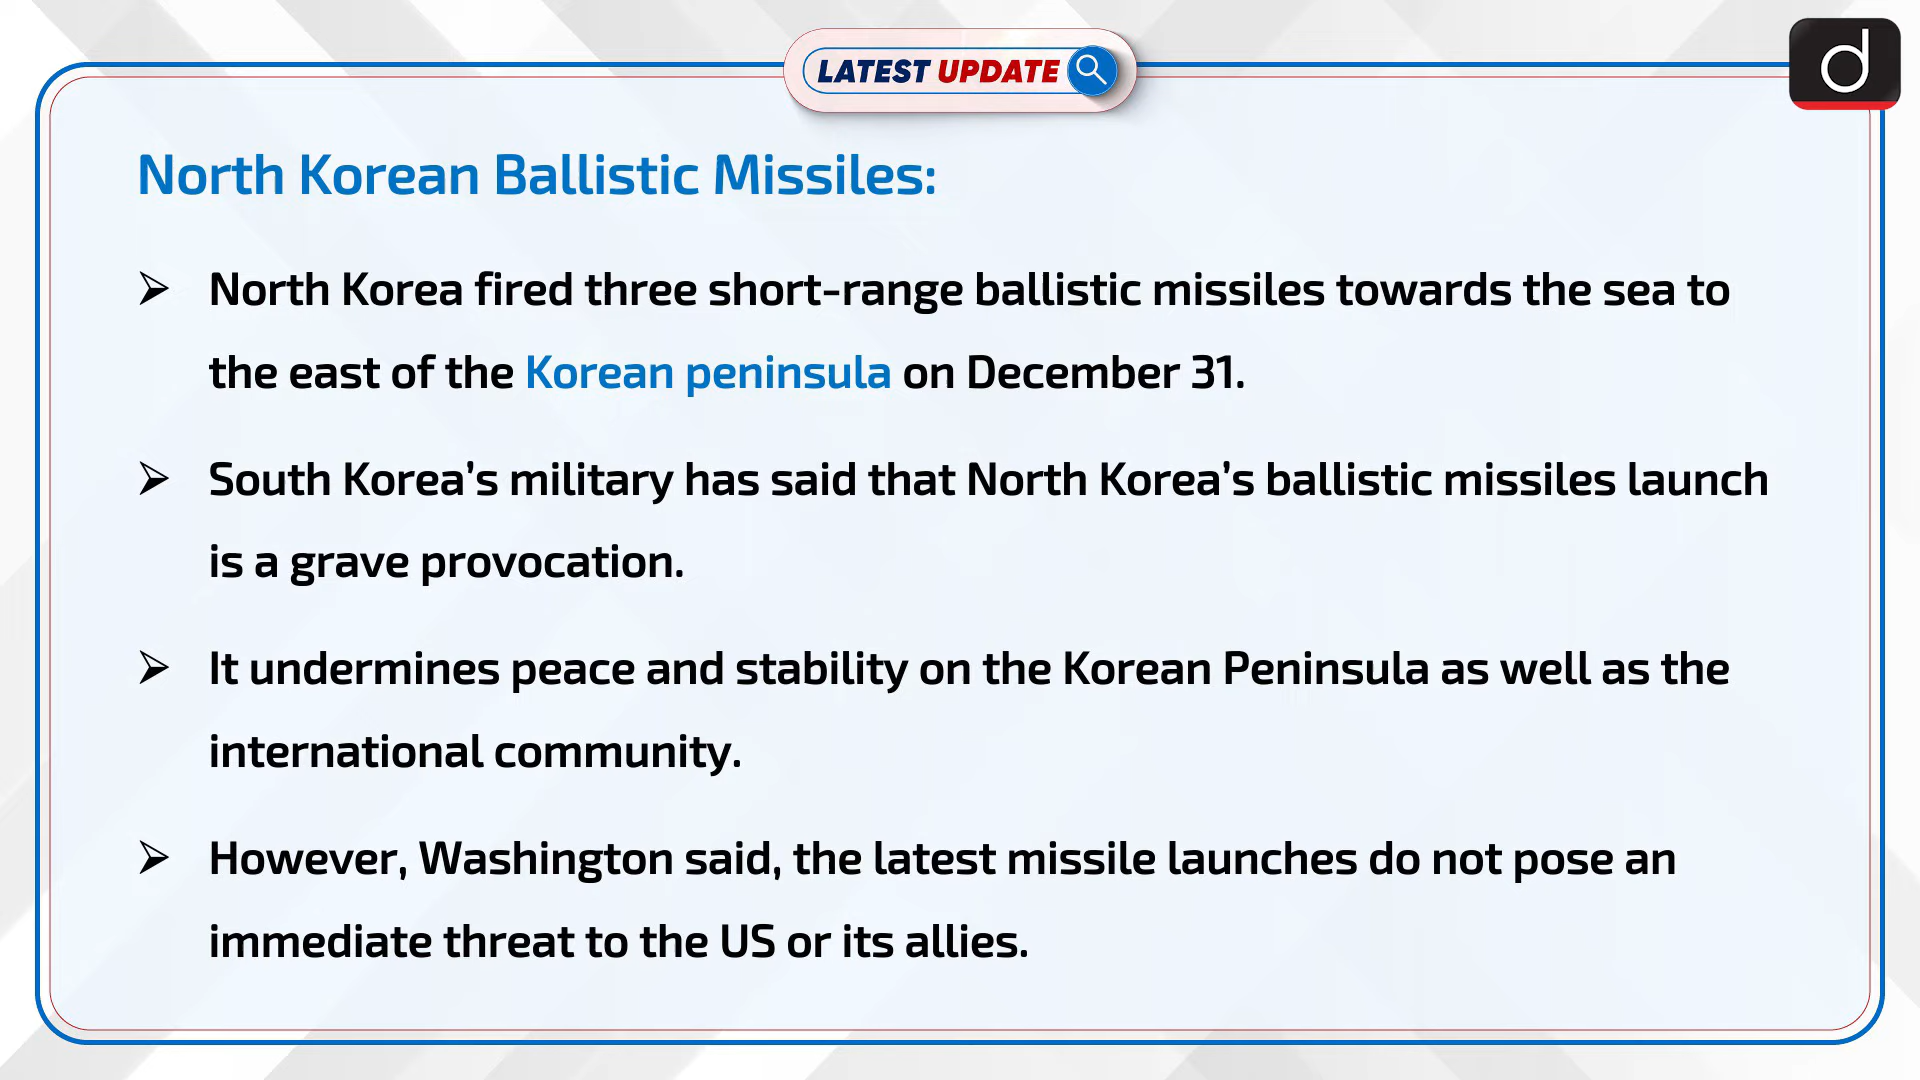 LATEST UPDATE
d
North Korean Ballistic Missiles:
➢ North Korea fired three short-range ballistic missiles towards the sea to
the east of the Korean peninsula on December 31.
➢ South Korea’s military has said that North Korea’s ballistic missiles launch
is a grave provocation.
➢ It undermines peace and stability on the Korean Peninsula as well as the
international community.
➢ However, Washington said, the latest missile launches do not pose an
immediate threat to the US or its allies.